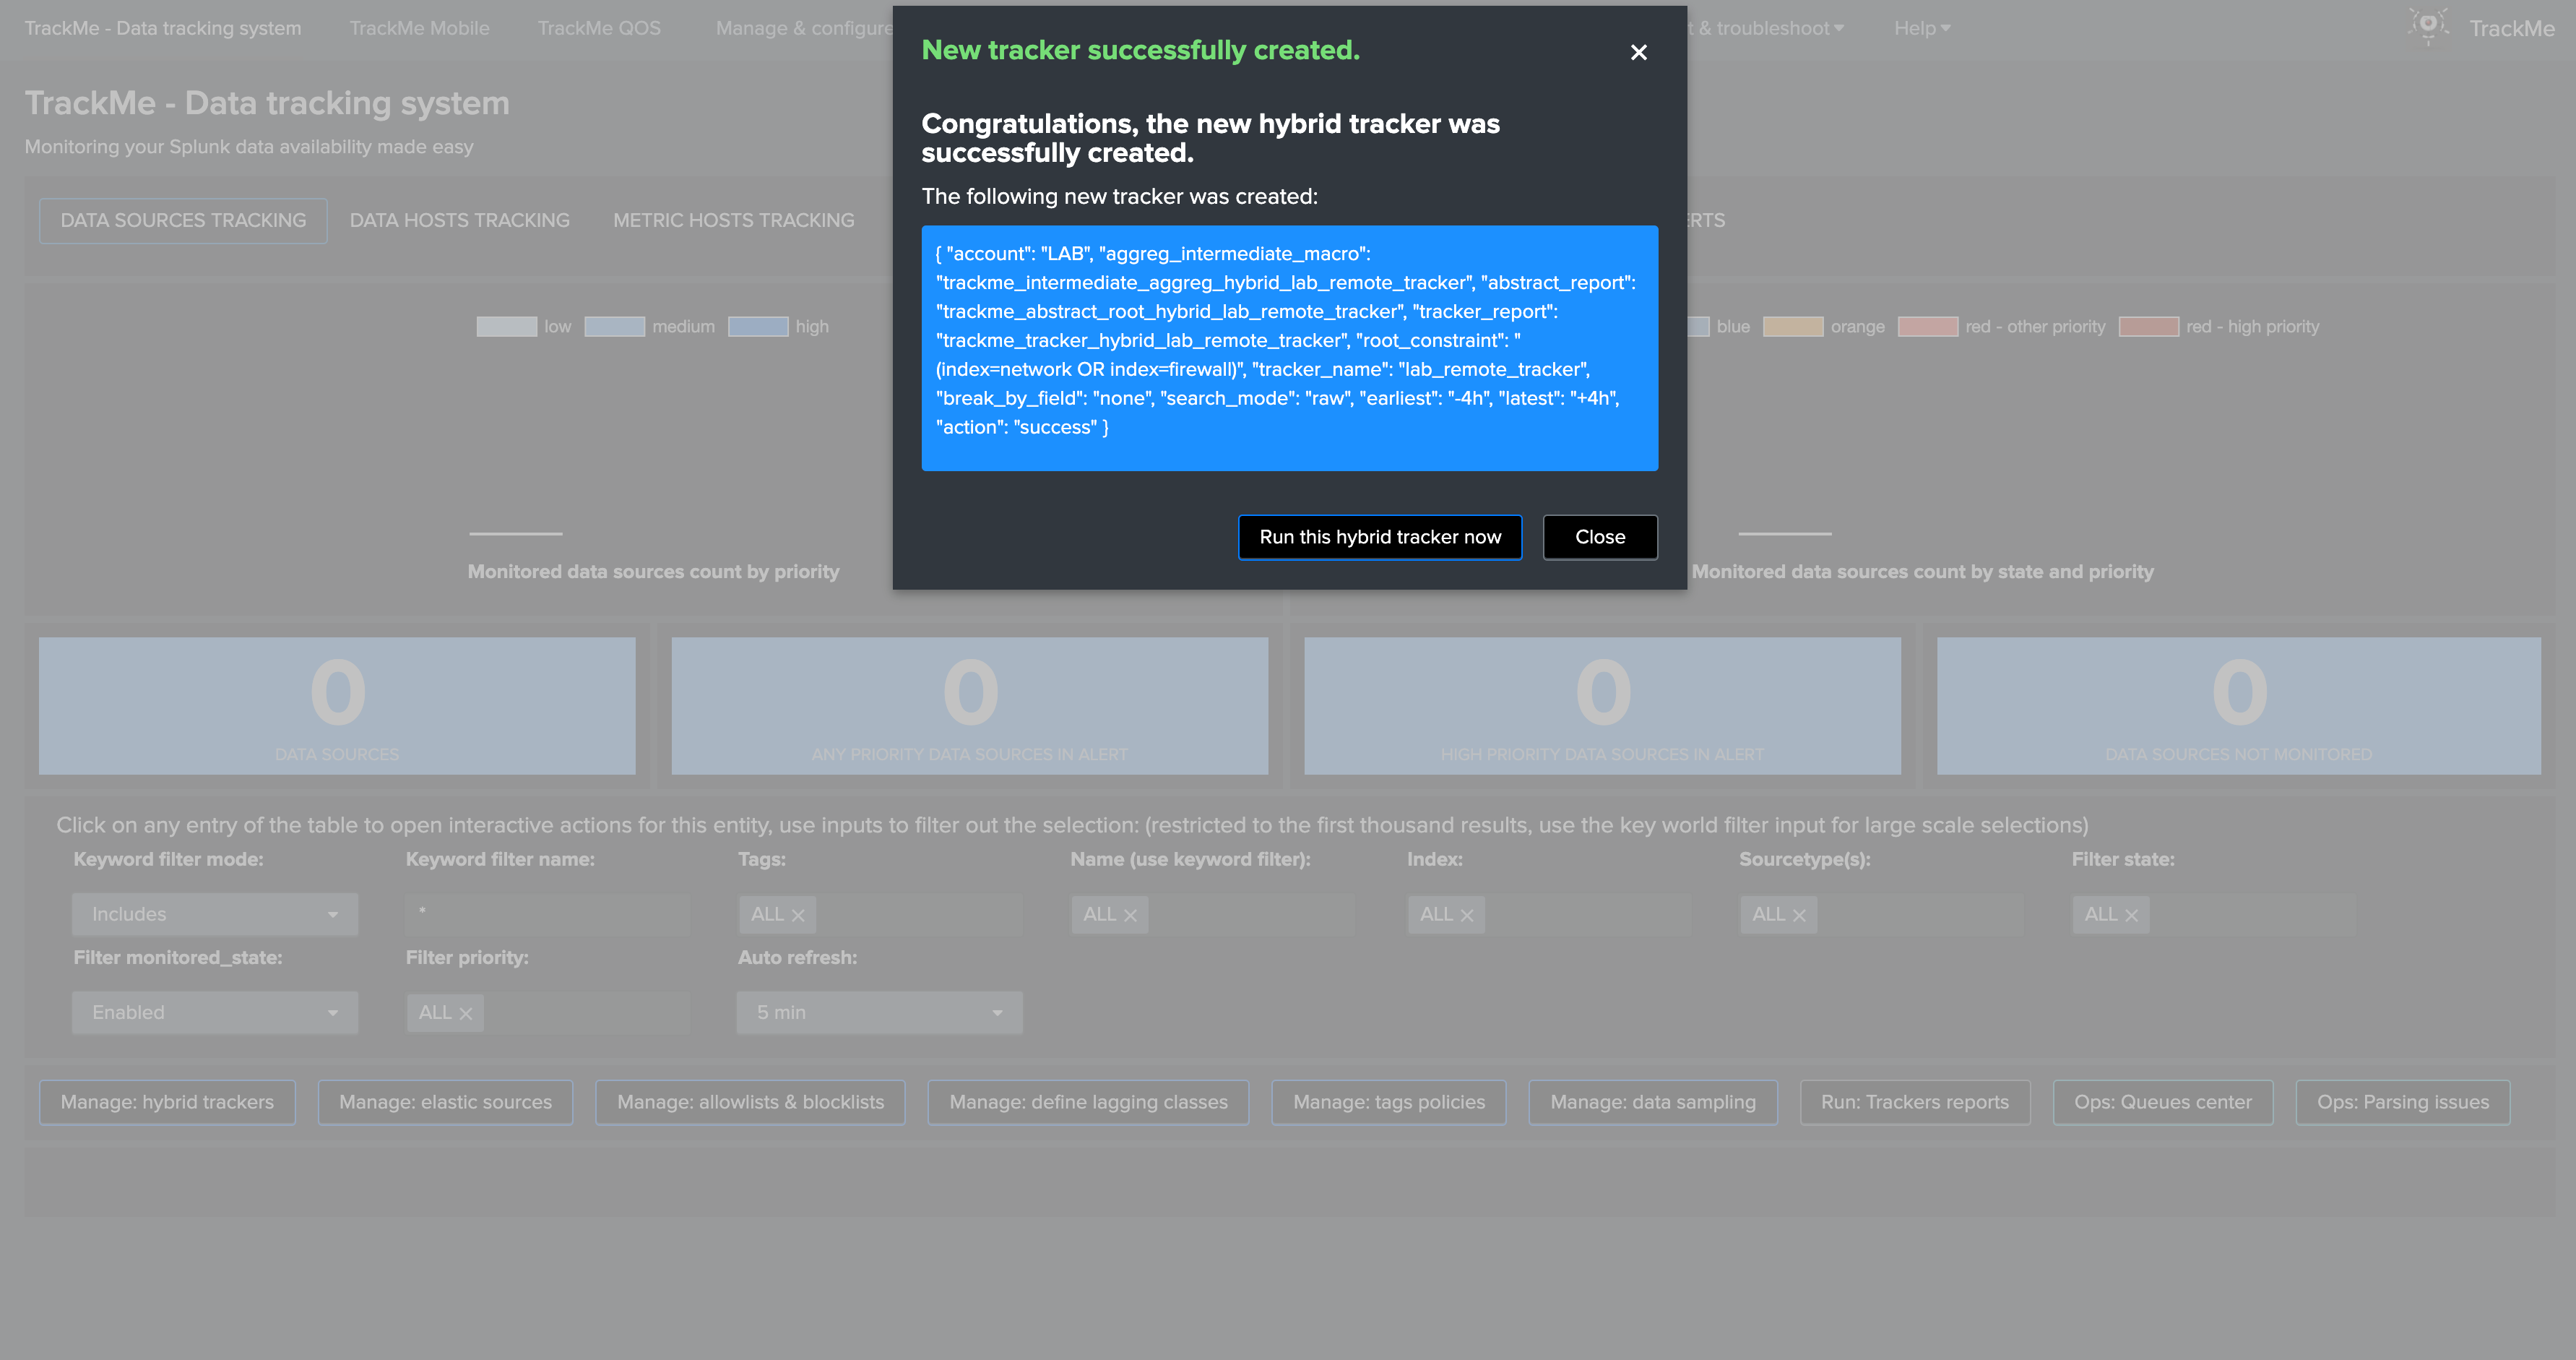 TrackMe - Data tracking system TrackMe Mobile TrackMe QOS Manage & configure t & troubleshoot Help TrackMe
New tracker successfully created.
Congratulations, the new hybrid tracker was
successfully created.
The following new tracker was created:
{ "account": "LAB", "aggreg_intermediate_macro":
"trackme_intermediate_aggreg_hybrid_lab_remote_tracker", "abstract_report":
"trackme_abstract_root_hybrid_lab_remote_tracker", "tracker_report":
"trackme_tracker_hybrid_lab_remote_tracker", "root_constraint": "
(index=network OR index=firewall)", "tracker_name": "lab_remote_tracker",
"break_by_field": "none", "search_mode": "raw", "earliest": "-4h", "latest": "+4h",
"action": "success" }
Run this hybrid tracker now Close
TrackMe - Data tracking system
Monitoring your Splunk data availability made easy
DATA SOURCES TRACKING DATA HOSTS TRACKING METRIC HOSTS TRACKING ERTS
low medium high
blue orange red - other priority red - high priority
Monitored data sources count by priority
Monitored data sources count by state and priority
0 0 0 0
DATA SOURCES ANY PRIORITY DATA SOURCES IN ALERT HIGH PRIORITY DATA SOURCES IN ALERT DATA SOURCES NOT MONITORED
Click on any entry of the table to open interactive actions for this entity, use inputs to filter out the selection: (restricted to the first thousand results, use the key world filter input for large scale selections)
Keyword filter mode: Keyword filter name: Tags: Name (use keyword filter): Index: Sourcetype(s): Filter state:
Includes * ALL ALL ALL ALL ALL
Filter monitored_state: Filter priority: Auto refresh:
Enabled ALL 5 min
Manage: hybrid trackers Manage: elastic sources Manage: allowlists & blocklists Manage: define lagging classes Manage: tags policies Manage: data sampling Run: Trackers reports Ops: Queues center Ops: Parsing issues